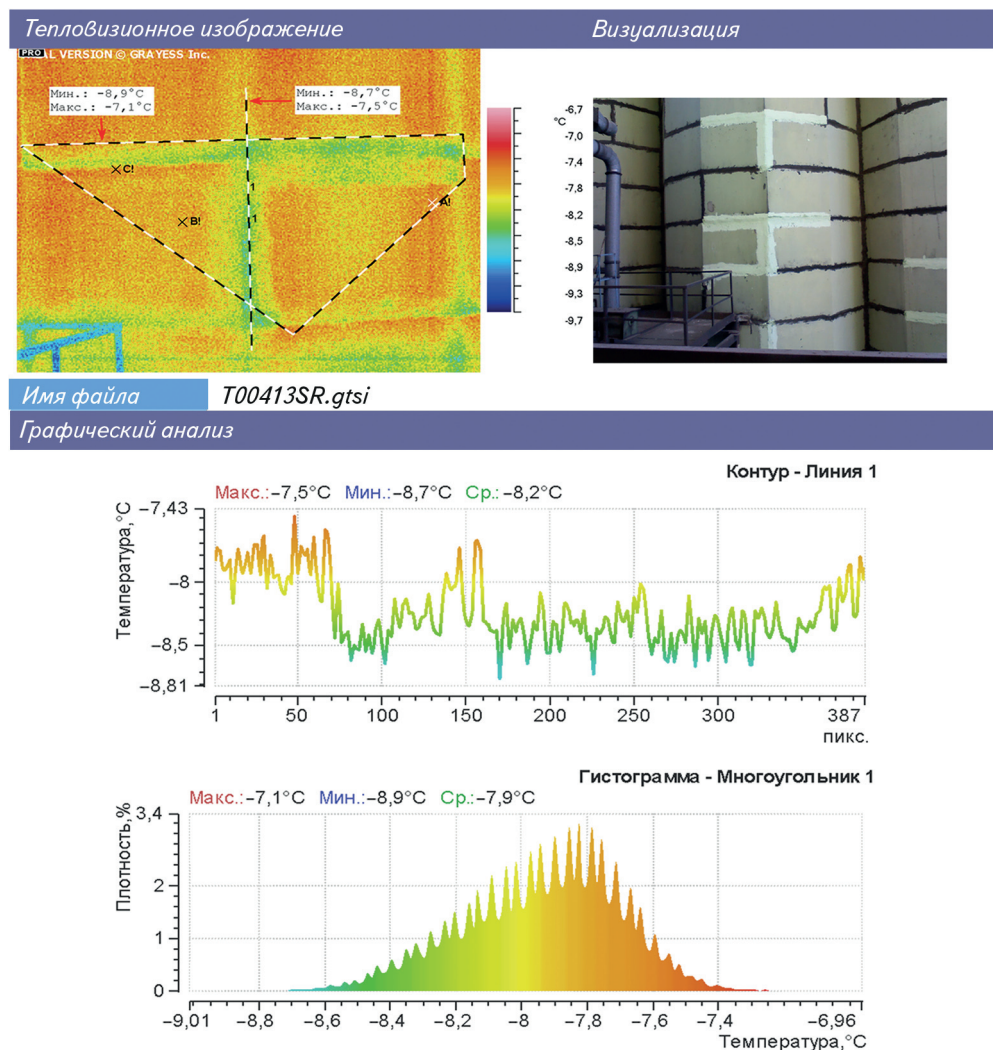 Тепловизионное изображение
Визуализация
PRO AL VERSION © GRAYESS Inc.
Мин.: -8,9°C
Макс.: -7,1°C
Мин.: -8,7°C
Макс.: -7,5°C
C!
B!
A!
1
1
°C
-6,7
-7,0
-7,4
-7,8
-8,2
-8,5
-8,9
-9,3
-9,7
Имя файла
T00413SR.gtsi
Графический анализ
Контур - Линия 1
Макс.:–7,5°C Мин.:–8,7°C Ср.:–8,2°C
Температура,°C
–7,43
–8
–8,5
–8,81
1 50 100 150 200 250 300 387
пикс.
Гистограмма - Многоугольник 1
Макс.:–7,1°C Мин.:–8,9°C Ср.:–7,9°C
Плотность,%
3,4
2
1
0
–9,01 –8,8 –8,6 –8,4 –8,2 –8 –7,8 –7,6 –7,4 –6,96
Температура,°C